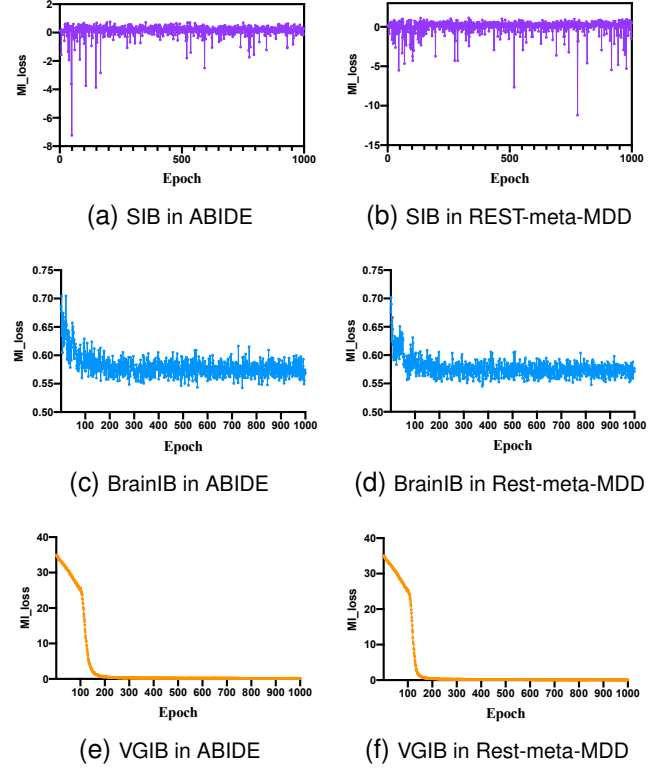 2
0
-2
-4
-6
-8
MI_loss
0
500
1000
Epoch
(a) SIB in ABIDE
0
-5
-10
-15
MI_loss
0
500
1000
Epoch
(b) SIB in REST-meta-MDD
0.75
0.70
0.65
0.60
0.55
0.50
MI_loss
100 200 300 400 500 600 700 800 900 1000
Epoch
(c) BrainIB in ABIDE
0.75
0.70
0.65
0.60
0.55
0.50
MI_loss
100 200 300 400 500 600 700 800 900 1000
Epoch
(d) BrainIB in Rest-meta-MDD
40
30
20
10
0
MI_loss
100 200 300 400 500 600 700 800 900 1000
Epoch
(e) VGIB in ABIDE
40
30
20
10
0
MI_loss
100 200 300 400 500 600 700 800 900 1000
Epoch
(f) VGIB in Rest-meta-MDD